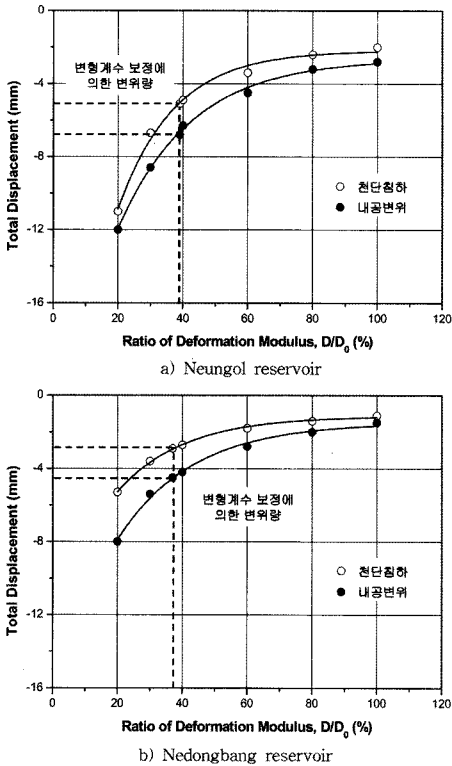 0
-4
-8
-12
-16
Total Displacement (mm)
변형계수 보정에
의한 변위량
천단침하
내공변위
0 20 40 60 80 100 120
Ratio of Deformation Modulus, D/D₀ (%)
a) Neungol reservoir
0
-4
-8
-12
-16
Total Displacement (mm)
변형계수 보정에
의한 변위량
천단침하
내공변위
0 20 40 60 80 100 120
Ratio of Deformation Modulus, D/D₀ (%)
b) Nedongbang reservoir